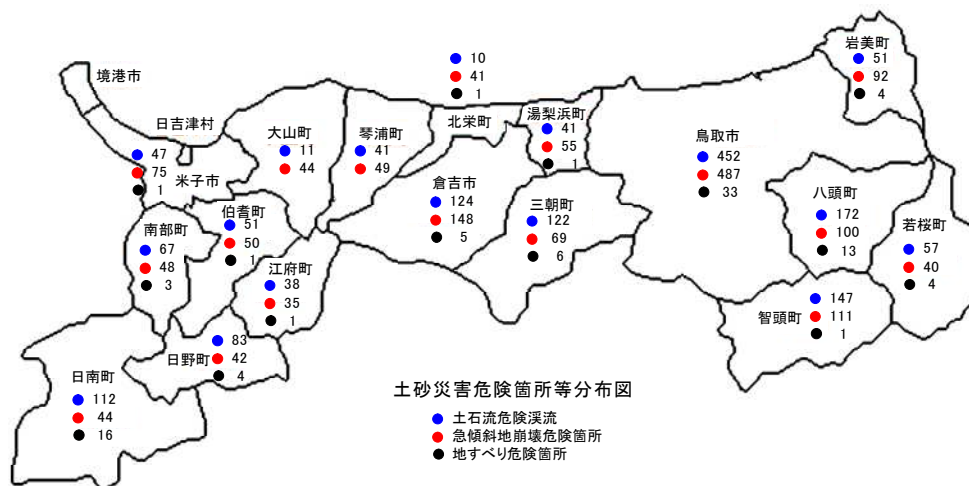 境港市
日吉津村
47
75
1
米子市
大山町
11
44
琴浦町
41
49
10
41
1
北栄町
湯梨浜町
41
55
1
鳥取市
452
487
33
岩美町
51
92
4
八頭町
172
100
13
若桜町
57
40
4
智頭町
147
111
1
倉吉市
124
148
5
三朝町
122
69
6
伯耆町
51
50
1
南部町
67
48
3
江府町
38
35
1
日野町
83
42
4
日南町
112
44
16
土砂災害危険箇所等分布図
土石流危険渓流
急傾斜地崩壊危険箇所
地すべり危険箇所